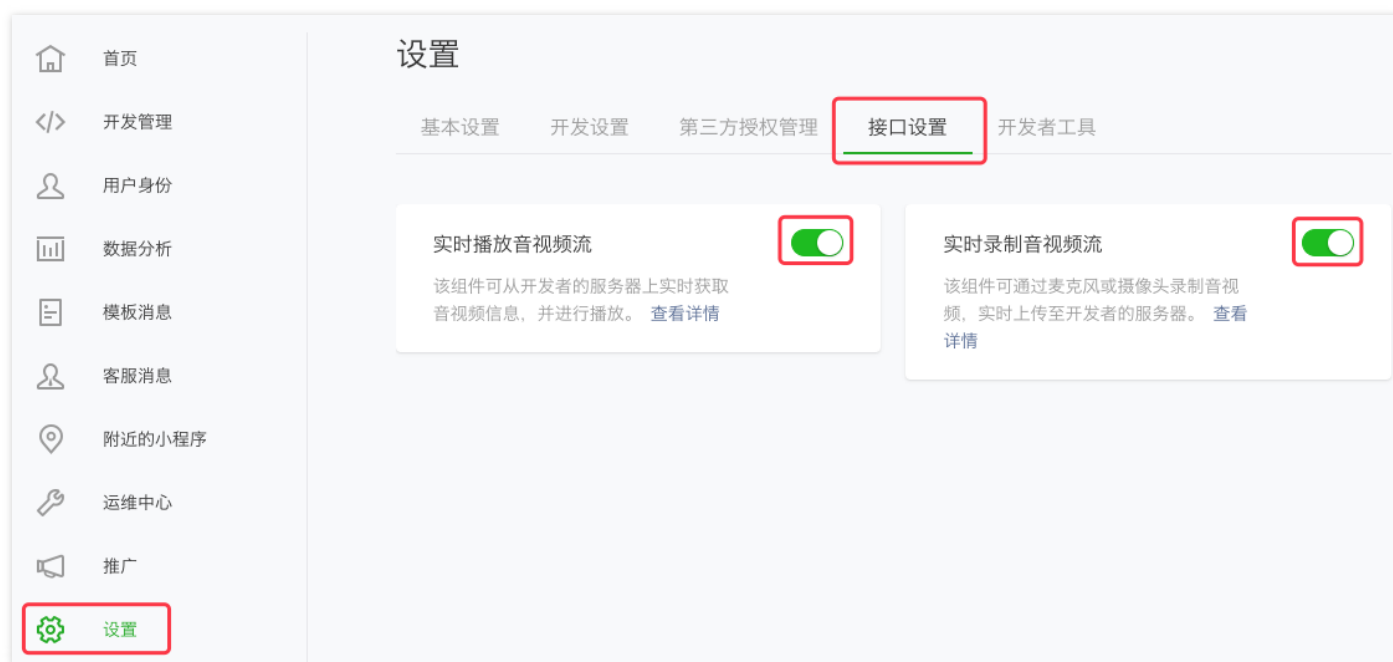 首页
开发管理
用户身份
数据分析
模板消息
客服消息
附近的小程序
运维中心
推广
设置
设置
基本设置 开发设置 第三方授权管理 接口设置 开发者工具
实时播放音视频流
该组件可从开发者的服务器上实时获取
音视频信息，并进行播放。 查看详情
实时录制音视频流
该组件可通过麦克风或摄像头录制音视
频，实时上传至开发者的服务器。 查看
详情